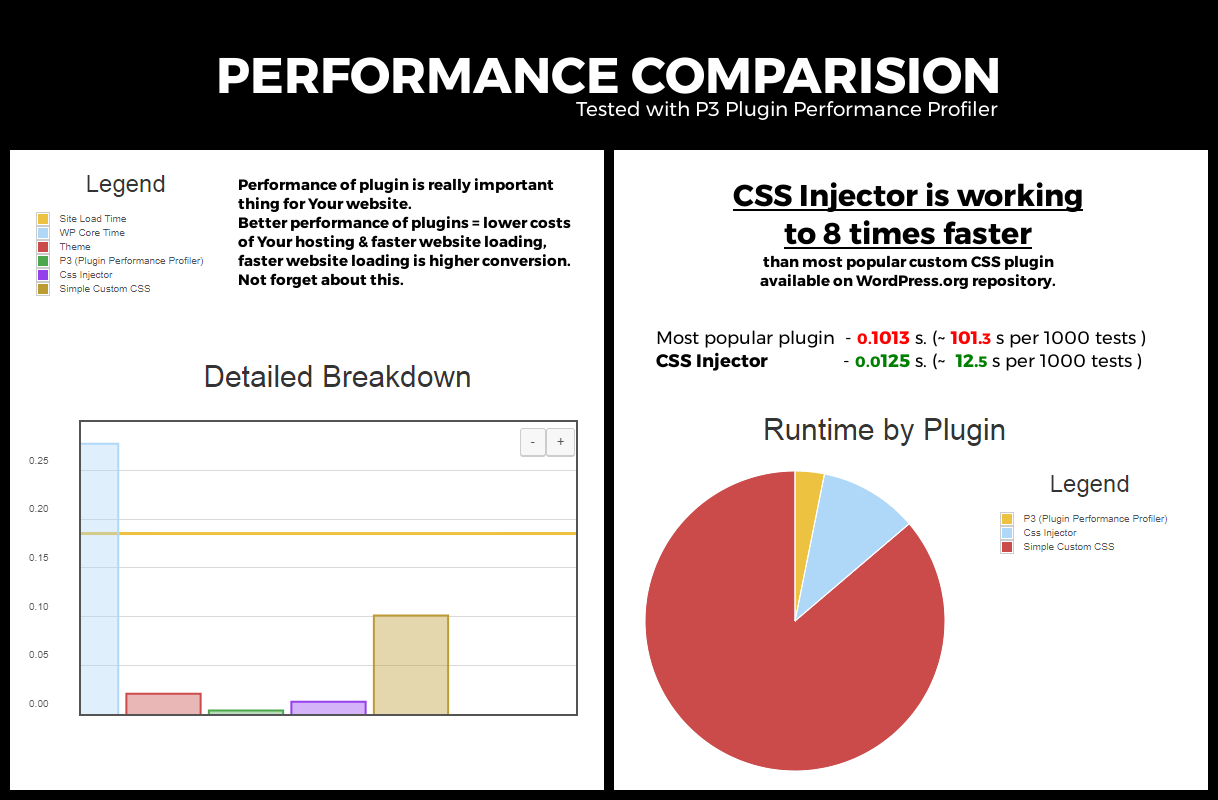 PERFORMANCE COMPARISION
Tested with P3 Plugin Performance Profiler
Legend
Site Load Time
WP Core Time
Theme
P3 (Plugin Performance Profiler)
Css Injector
Simple Custom CSS
Performance of plugin is really important
thing for Your website.
Better performance of plugins = lower costs
of Your hosting & faster website loading,
faster website loading is higher conversion.
Not forget about this.
Detailed Breakdown
- +
0.25
0.20
0.15
0.10
0.05
0.00
CSS Injector is working
to 8 times faster
than most popular custom CSS plugin
available on WordPress.org repository.
Most popular plugin - 0.1013 s. (~ 101.3 s per 1000 tests )
CSS Injector - 0.0125 s. (~ 12.5 s per 1000 tests )
Runtime by Plugin
Legend
P3 (Plugin Performance Profiler)
Css Injector
Simple Custom CSS